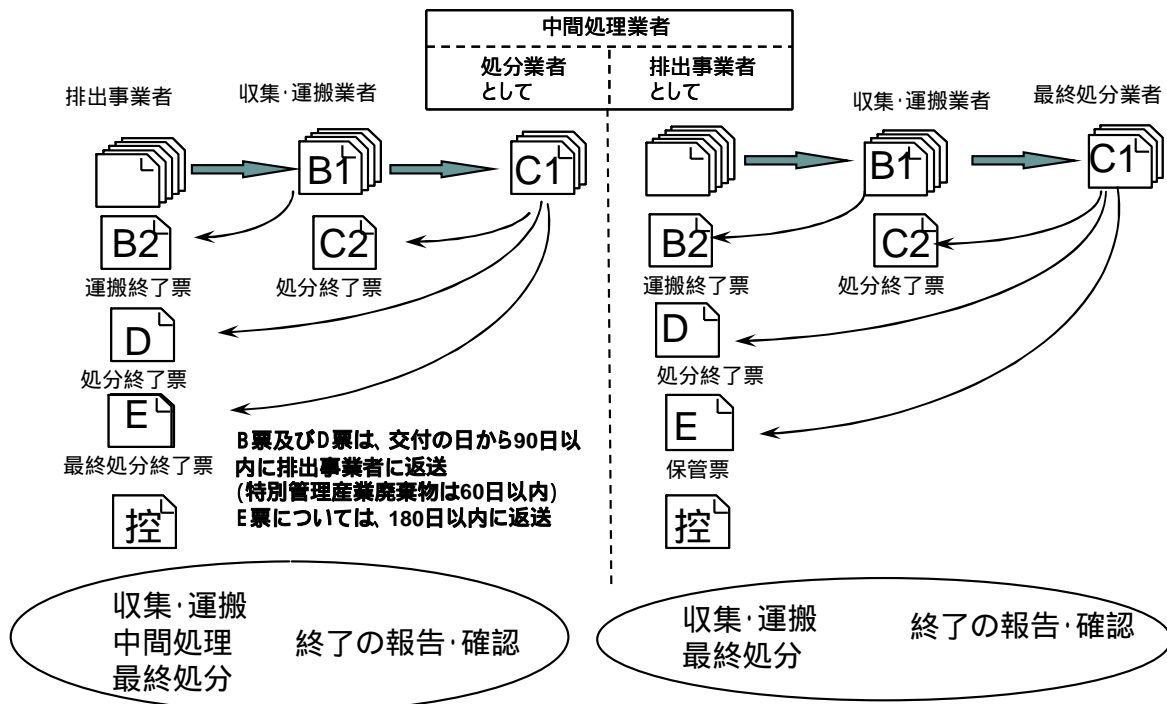 中間処理業者
処分業者
として
排出事業者
として
排出事業者
収集・運搬業者
収集・運搬業者
最終処分業者
B1
C1
B1
C1
B2
運搬終了票
C2
処分終了票
B2
運搬終了票
C2
処分終了票
D
処分終了票
D
処分終了票
E
最終処分終了票
E
保管票
B票及びD票は、交付の日から90日以
内に排出事業者に返送
(特別管理産業廃棄物は60日以内)
E票については、180日以内に返送
控
控
収集・運搬
中間処理
最終処分
終了の報告・確認
収集・運搬
最終処分
終了の報告・確認